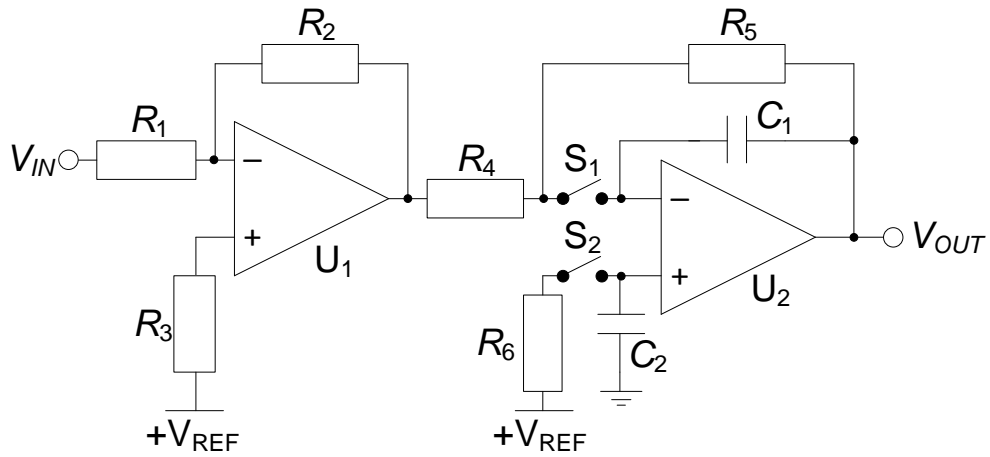 R2
R5
R1
C1
VIN
−
R4
S1
−
S2
+
U1
VOUT
+
U2
R3
R6
C2
+VREF
+VREF